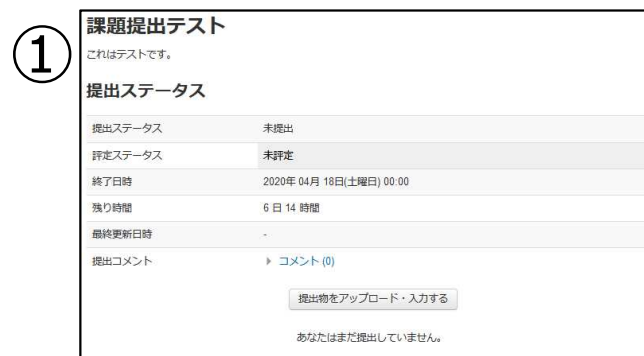 ①
課題提出テスト
これはテストです。
提出ステータス
提出ステータス 未提出
評定ステータス 未評定
終了日時 2020年 04月 18日(土曜日) 00:00
残り時間 6 日 14 時間
最終更新日時 -
提出コメント コメント (0)
提出物をアップロード・入力する
あなたはまだ提出していません。